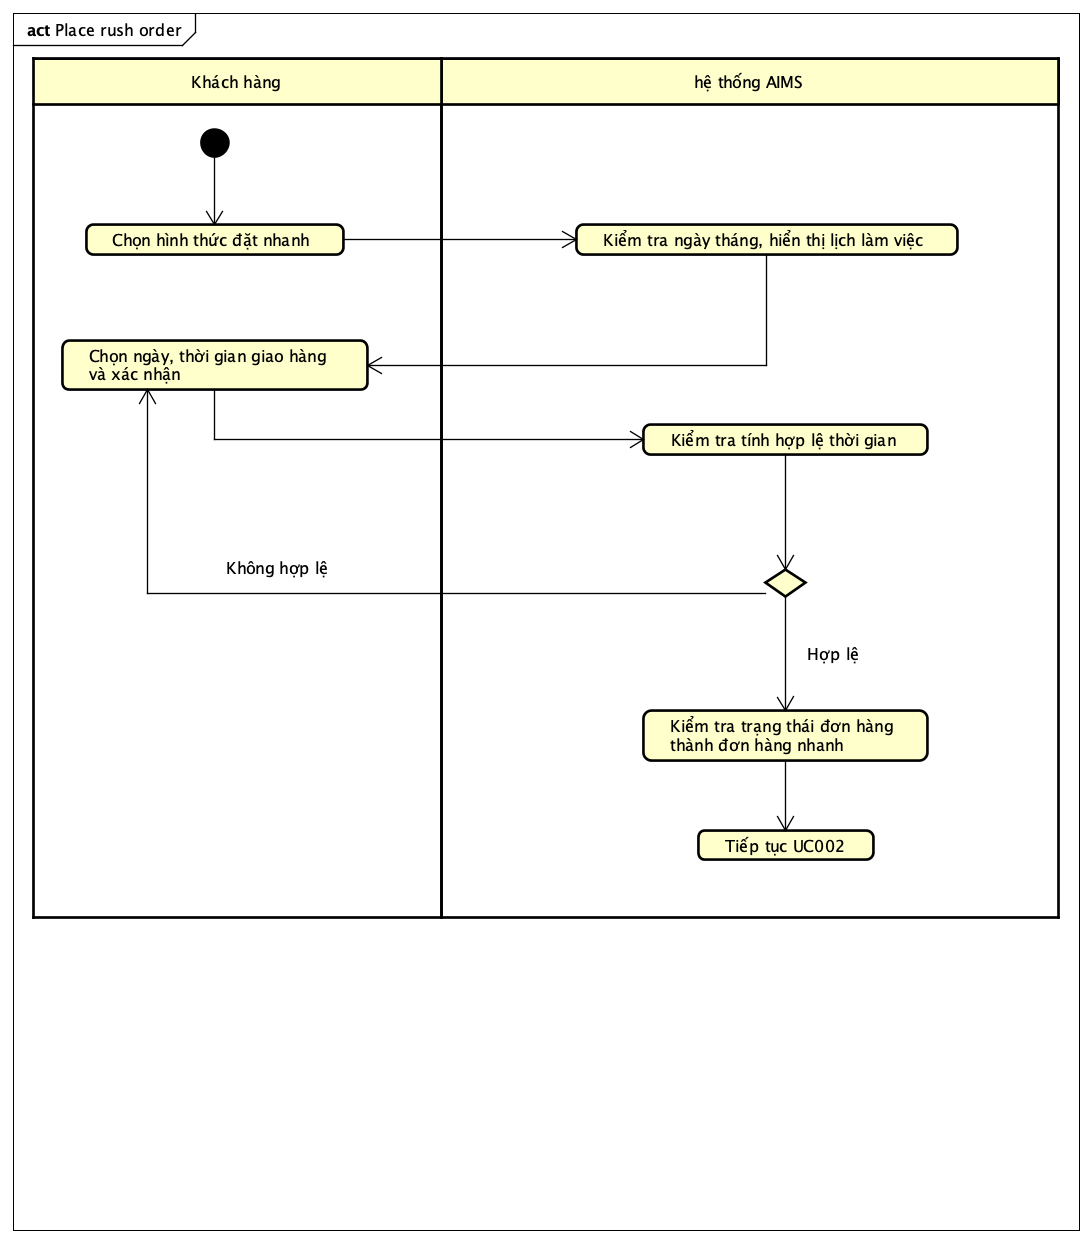 act Place rush order
Khách hàng
hệ thống AIMS
Chọn hình thức đặt nhanh
Kiểm tra ngày tháng, hiển thị lịch làm việc
Chọn ngày, thời gian giao hàng
và xác nhận
Kiểm tra tính hợp lệ thời gian
Không hợp lệ
Hợp lệ
Kiểm tra trạng thái đơn hàng
thành đơn hàng nhanh
Tiếp tục UC002